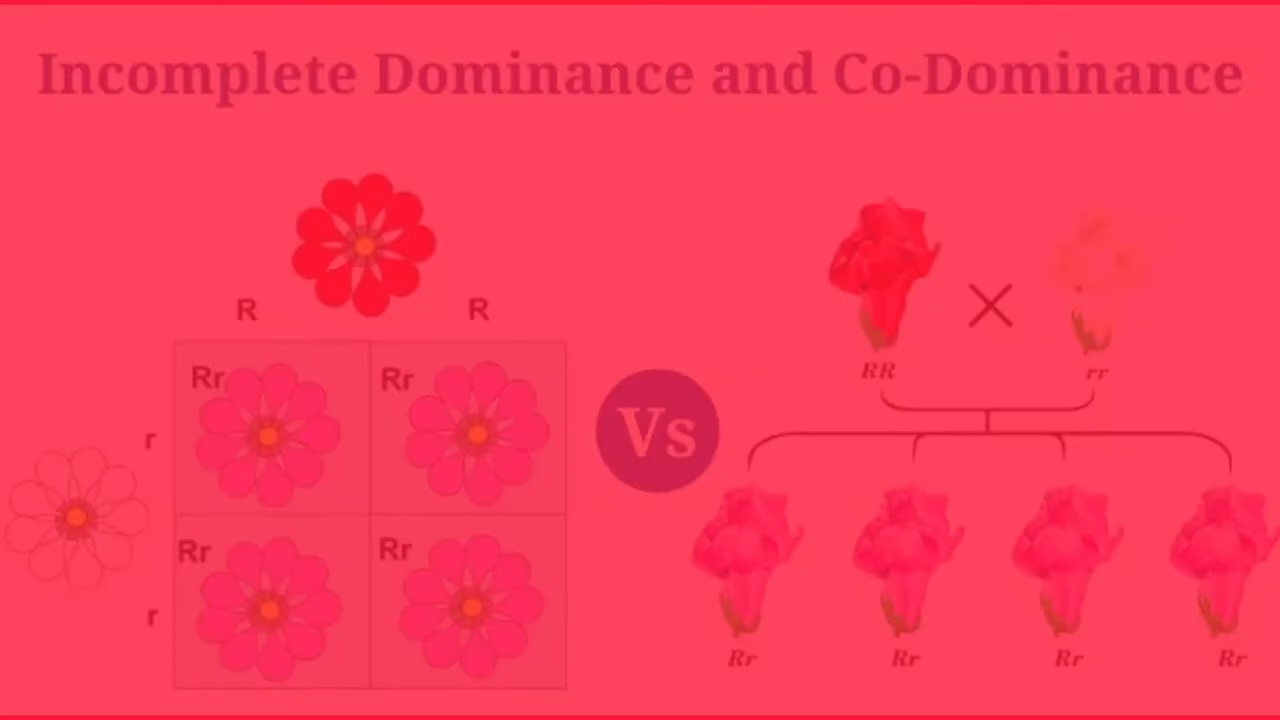 Incomplete Dominance and Co-Dominance
R R
Rr Rr
r
Rr Rr
r
Vs
RR rr
Rr Rr Rr Rr